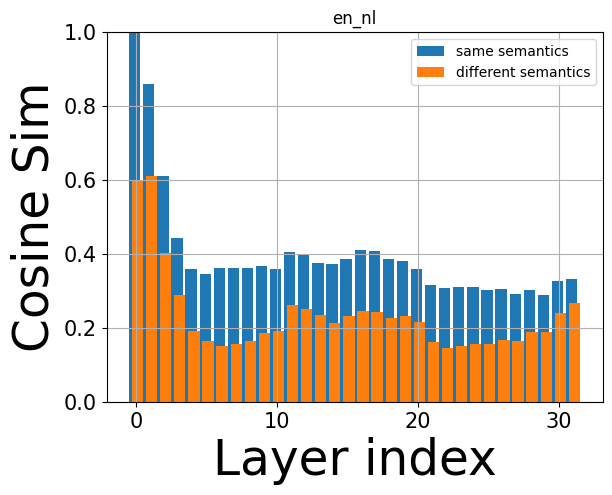 en_nl
same semantics
different semantics
Cosine Sim
1.0
0.8
0.6
0.4
0.2
0.0
0 10 20 30
Layer index